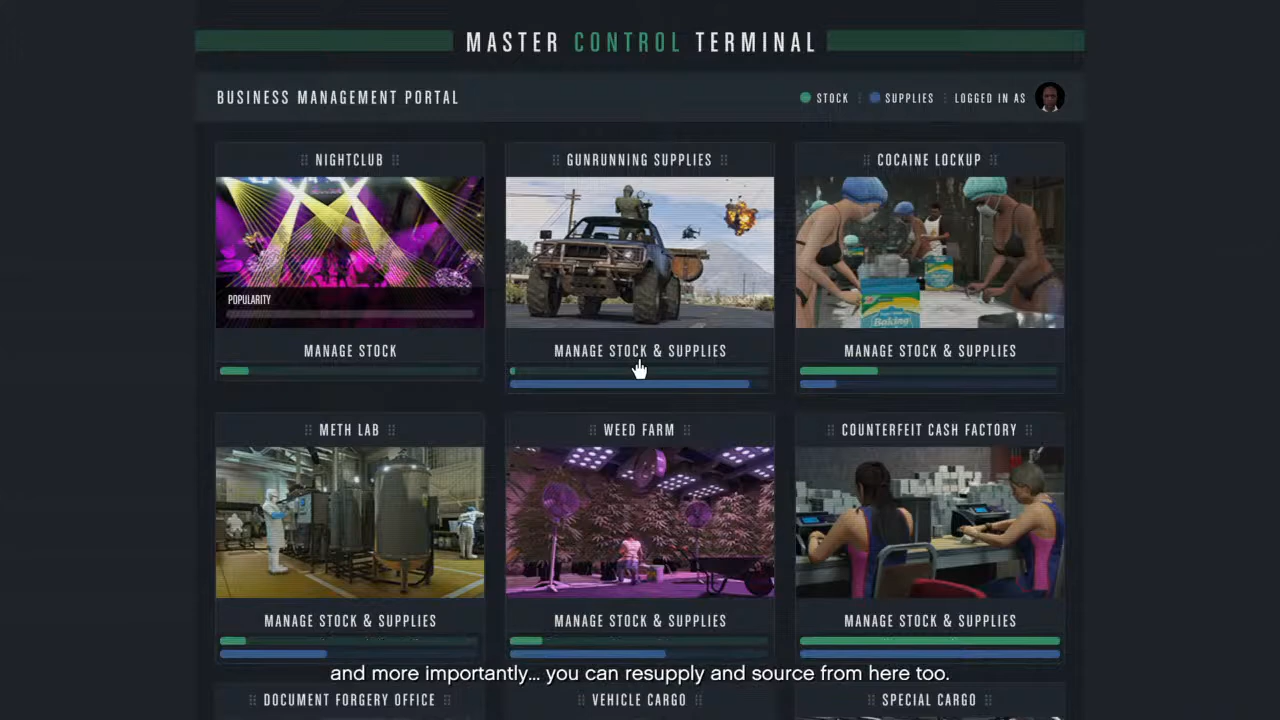 MASTER CONTROL TERMINAL
BUSINESS MANAGEMENT PORTAL
STOCK
SUPPLIES
LOGGED IN AS
NIGHTCLUB
GUNRUNNING SUPPLIES
COCAINE LOCKUP
POPULARITY
Baking
MANAGE STOCK
MANAGE STOCK & SUPPLIES
MANAGE STOCK & SUPPLIES
METH LAB
WEED FARM
COUNTERFEIT CASH FACTORY
MANAGE STOCK & SUPPLIES
MANAGE STOCK & SUPPLIES
MANAGE STOCK & SUPPLIES
and more importantly... you can resupply and source from here too.
DOCUMENT FORGERY OFFICE
VEHICLE CARGO
SPECIAL CARGO